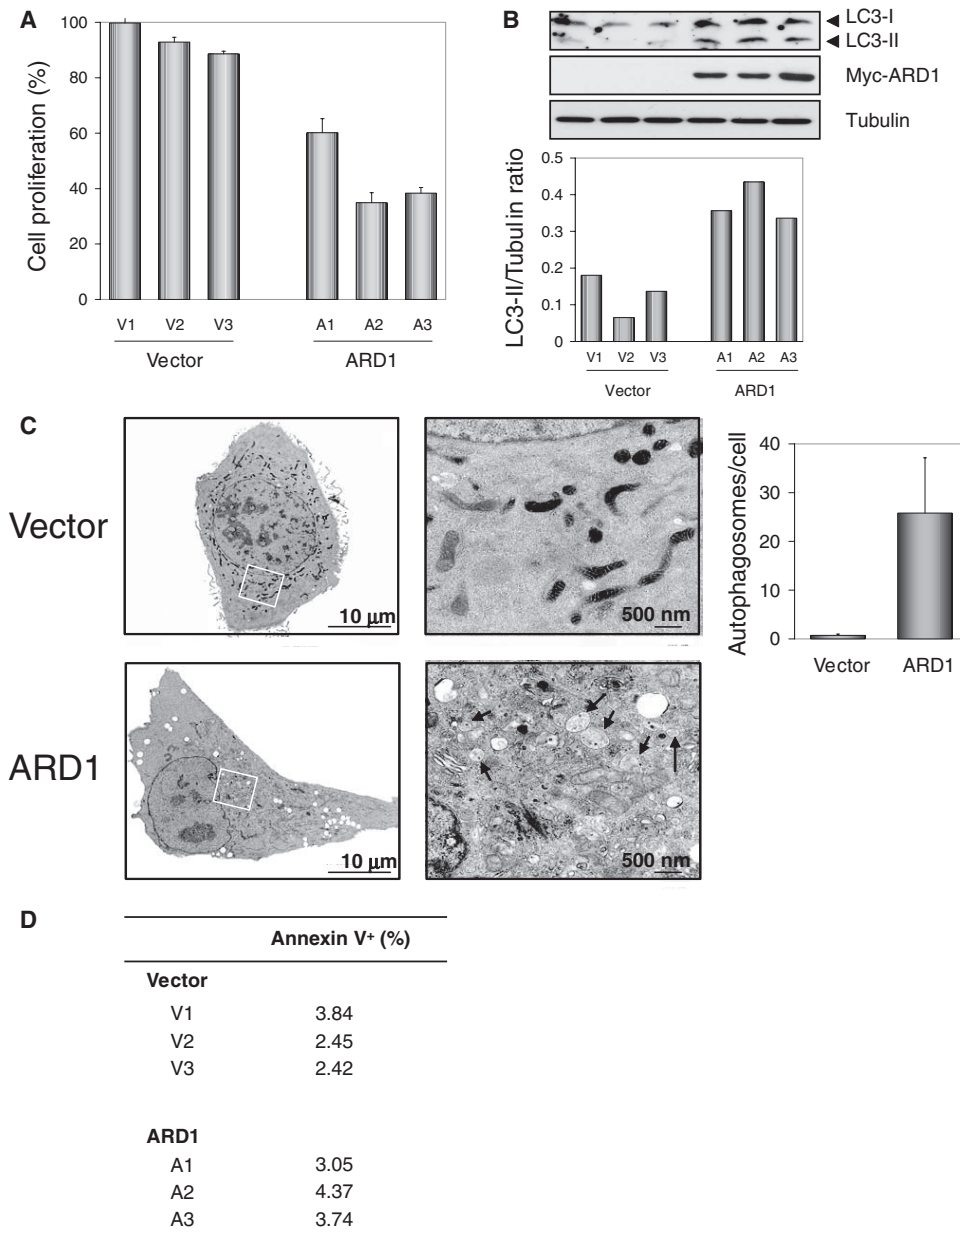 A
Cell proliferation (%)
100
80
60
40
20
0
V1 V2 V3 A1 A2 A3
Vector ARD1
B
LC3-I
LC3-II
Myc-ARD1
Tubulin
LC3-II/Tubulin ratio
0.5
0.4
0.3
0.2
0.1
0
V1 V2 V3 A1 A2 A3
Vector ARD1
C
Vector
10 µm
500 nm
ARD1
10 µm
500 nm
Autophagosomes/cell
40
30
20
10
0
Vector ARD1
D
Annexin V+ (%)
Vector
V1 3.84
V2 2.45
V3 2.42
ARD1
A1 3.05
A2 4.37
A3 3.74